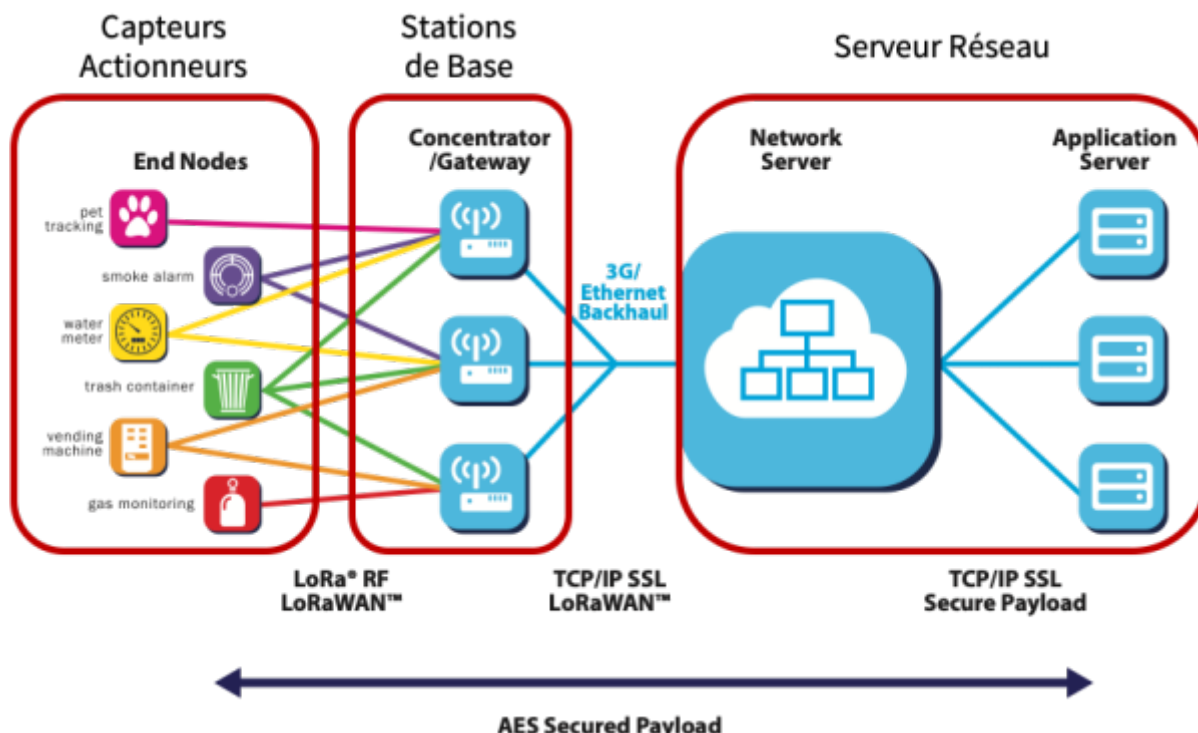 Capteurs
Actionneurs
Stations
de Base
Serveur Réseau
End Nodes
Concentrator
/Gateway
Network
Server
Application
Server
pet
tracking
smoke alarm
water
meter
trash container
vending
machine
gas monitoring
3G/
Ethernet
Backhaul
LoRa® RF
LoRaWAN™
TCP/IP SSL
LoRaWAN™
TCP/IP SSL
Secure Payload
AES Secured Payload